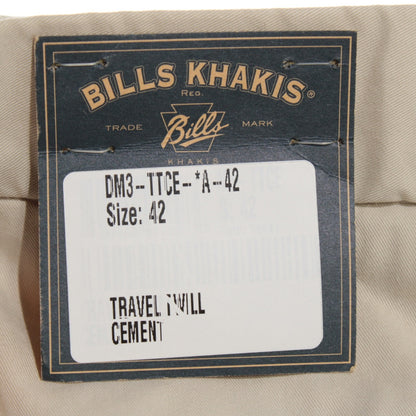 BILLS KHAKIS®
REG.
TRADE Bills MARK
KHAKIS
DM3--TTCE--*A--42
Size: 42
TRAVEL TWILL
CEMENT